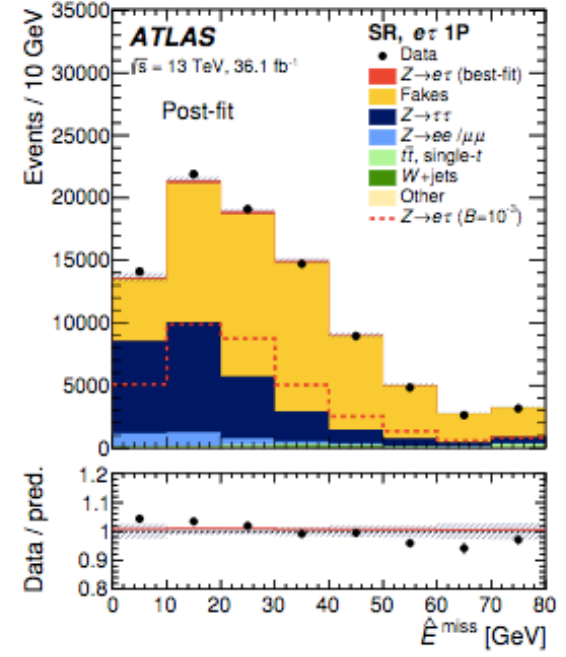 Events / 10 GeV
35000
30000
25000
20000
15000
10000
5000
0
ATLAS
√s = 13 TeV, 36.1 fb⁻¹
Post-fit
SR, eτ 1P
Data
Z→eτ (best-fit)
Fakes
Z→ττ
Z→ee /μμ
tt̄, single-t
W+jets
Other
Z→eτ (B=10⁻³)
Data / pred.
1.2
1.1
1.0
0.9
0.8
0 10 20 30 40 50 60 70 80
Ê^miss [GeV]